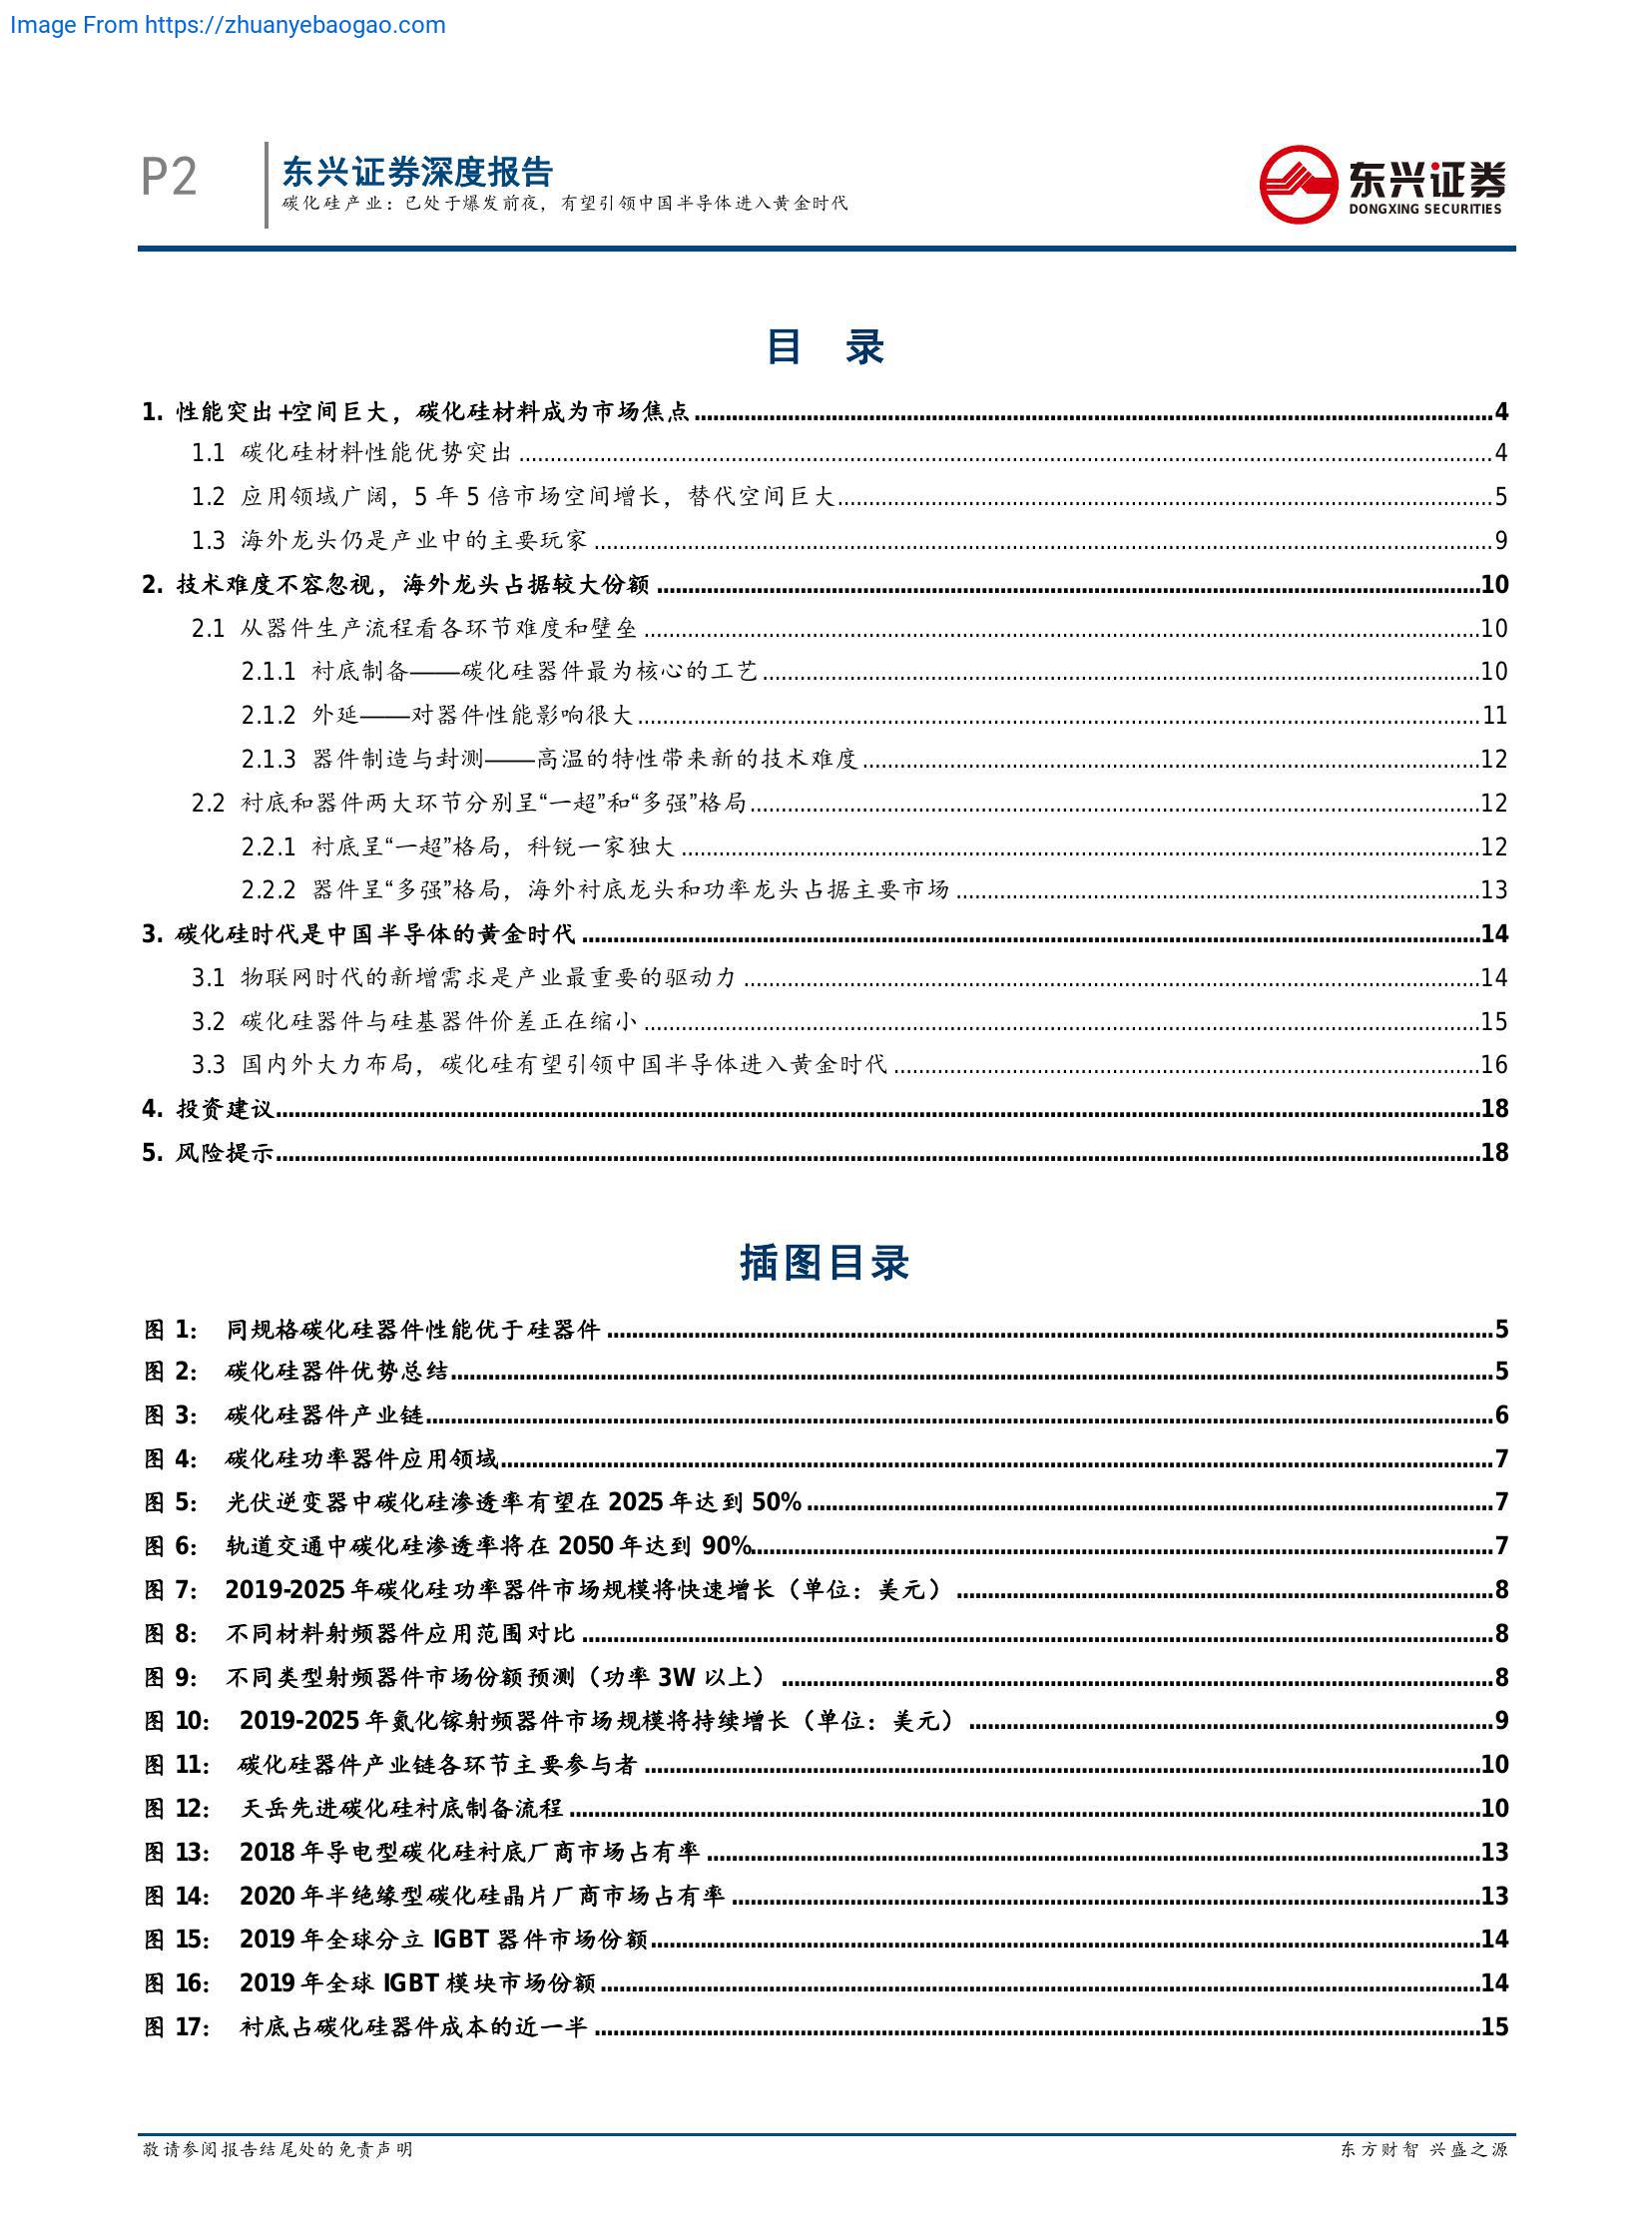 Image From https://zhuanyebaogao.com
P2
东兴证券深度报告
碳化硅产业：已处于爆发前夜，有望引领中国半导体进入黄金时代
东兴证券
DONGXING SECURITIES
目 录
1. 性能突出+空间巨大，碳化硅材料成为市场焦点 4
1.1 碳化硅材料性能优势突出 4
1.2 应用领域广阔，5 年 5 倍市场空间增长，替代空间巨大 5
1.3 海外龙头仍是产业中的主要玩家 9
2. 技术难度不容忽视，海外龙头占据较大份额 10
2.1 从器件生产流程看各环节难度和壁垒 10
2.1.1 衬底制备——碳化硅器件最为核心的工艺 10
2.1.2 外延——对器件性能影响很大 11
2.1.3 器件制造与封测——高温的特性带来新的技术难度 12
2.2 衬底和器件两大环节分别呈“一超”和“多强”格局 12
2.2.1 衬底呈“一超”格局，科锐一家独大 12
2.2.2 器件呈“多强”格局，海外衬底龙头和功率龙头占据主要市场 13
3. 碳化硅时代是中国半导体的黄金时代 14
3.1 物联网时代的新增需求是产业最重要的驱动力 14
3.2 碳化硅器件与硅基器件价差正在缩小 15
3.3 国内外大力布局，碳化硅有望引领中国半导体进入黄金时代 16
4. 投资建议 18
5. 风险提示 18
插图目录
图 1： 同规格碳化硅器件性能优于硅器件 5
图 2： 碳化硅器件优势总结 5
图 3： 碳化硅器件产业链 6
图 4： 碳化硅功率器件应用领域 7
图 5： 光伏逆变器中碳化硅渗透率有望在 2025 年达到 50% 7
图 6： 轨道交通中碳化硅渗透率将在 2050 年达到 90% 7
图 7： 2019-2025 年碳化硅功率器件市场规模将快速增长（单位：美元） 8
图 8： 不同材料射频器件应用范围对比 8
图 9： 不同类型射频器件市场份额预测（功率 3W 以上） 8
图 10： 2019-2025 年氮化镓射频器件市场规模将持续增长（单位：美元） 9
图 11： 碳化硅器件产业链各环节主要参与者 10
图 12： 天岳先进碳化硅衬底制备流程 10
图 13： 2018 年导电型碳化硅衬底厂商市场占有率 13
图 14： 2020 年半绝缘型碳化硅晶片厂商市场占有率 13
图 15： 2019 年全球分立 IGBT 器件市场份额 14
图 16： 2019 年全球 IGBT 模块市场份额 14
图 17： 衬底占碳化硅器件成本的近一半 15
敬请参阅报告结尾处的免责声明
东方财智 兴盛之源